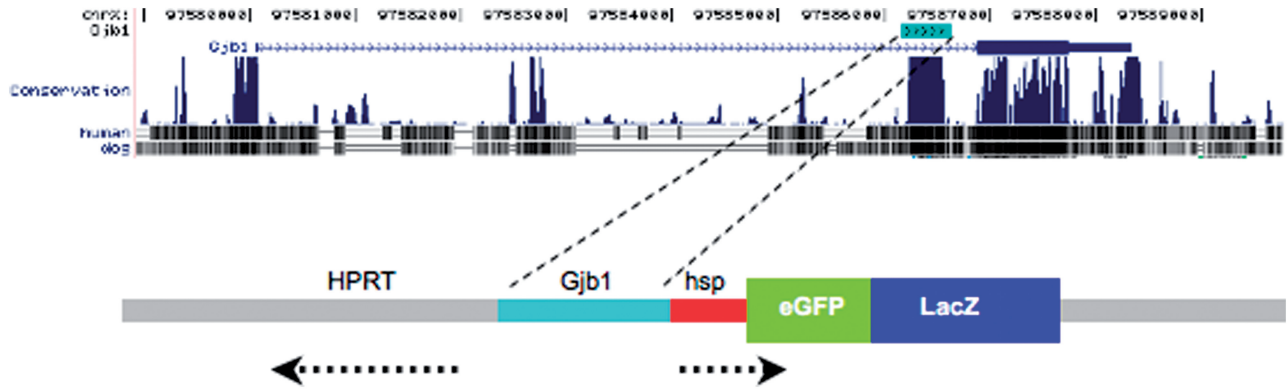 chrX: | 97580000| 97581000| 97582000| 97583000| 97584000| 97585000| 97586000| 97587000| 97588000| 97589000|
Gjb1
Gjb1
Conservation
human
dog
HPRT Gjb1 hsp
eGFP LacZ